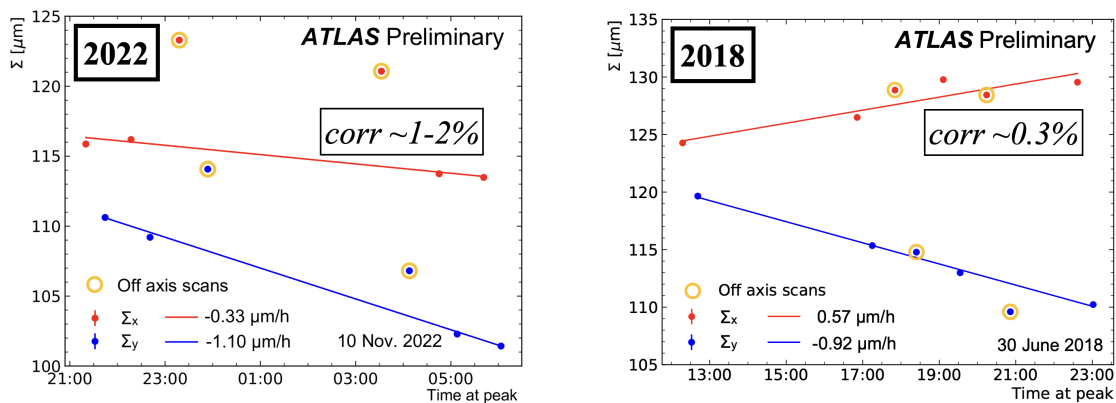 125
120
115
110
105
100
Σ [μm]
2022
ATLAS Preliminary
corr ~1-2%
Off axis scans
Σx -0.33 μm/h
Σy -1.10 μm/h
10 Nov. 2022
21:00 23:00 01:00 03:00 05:00
Time at peak
135
130
125
120
115
110
105
Σ [μm]
2018
ATLAS Preliminary
corr ~0.3%
Off axis scans
Σx 0.57 μm/h
Σy -0.92 μm/h
30 June 2018
13:00 15:00 17:00 19:00 21:00 23:00
Time at peak